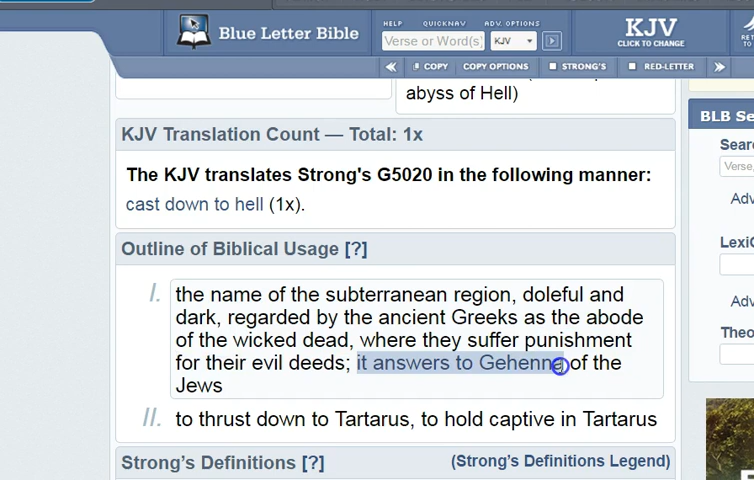 HELP QUICKNAV ADV. OPTIONS
Blue Letter Bible Verse or Word(s) KJV KJV
CLICK TO CHANGE
COPY COPY OPTIONS STRONG'S RED-LETTER
abyss of Hell)
BLB Se
KJV Translation Count — Total: 1x
Sear
The KJV translates Strong's G5020 in the following manner:
Verse,
cast down to hell (1x).
Adv
Outline of Biblical Usage [?]
LexiC
I. the name of the subterranean region, doleful and
dark, regarded by the ancient Greeks as the abode
Adv
of the wicked dead, where they suffer punishment
Theo
for their evil deeds; it answers to Gehenna of the
Jews
II. to thrust down to Tartarus, to hold captive in Tartarus
Strong's Definitions [?] (Strong's Definitions Legend)